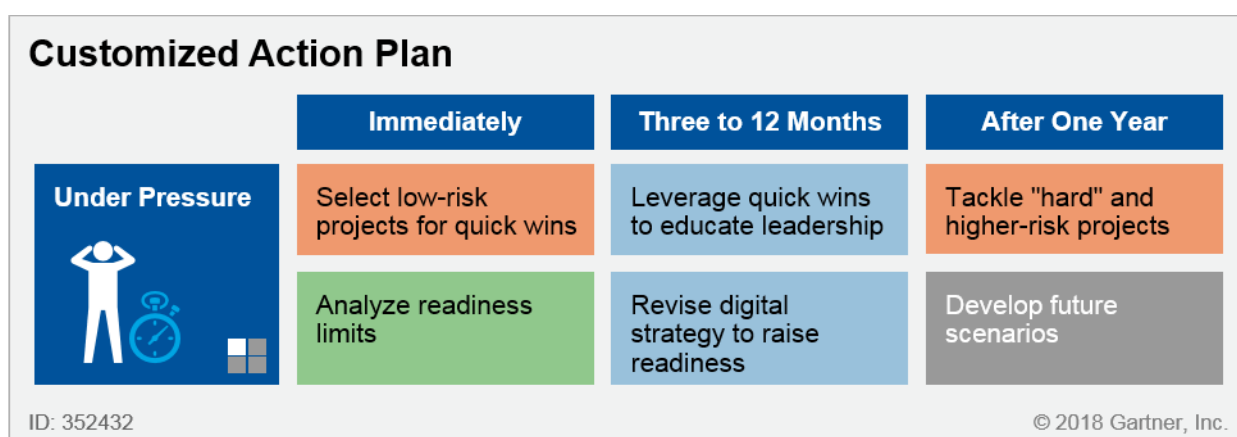 Customized Action Plan
Immediately
Three to 12 Months
After One Year
Under Pressure
Select low-risk
projects for quick wins
Leverage quick wins
to educate leadership
Tackle "hard" and
higher-risk projects
Analyze readiness
limits
Revise digital
strategy to raise
readiness
Develop future
scenarios
ID: 352432
© 2018 Gartner, Inc.